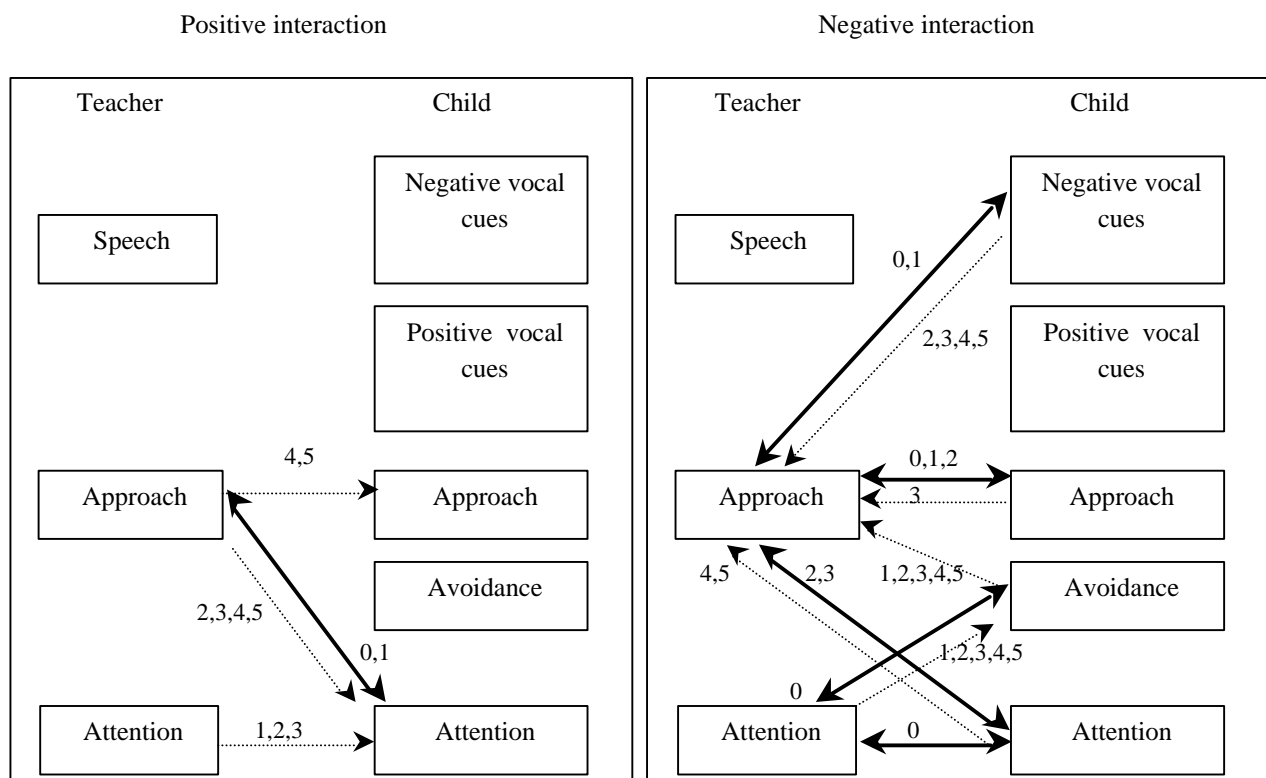 Positive interaction
Negative interaction
Teacher
Child
Negative vocal
cues
Speech
Positive vocal
cues
4,5
Approach
Approach
Avoidance
2,3,4,5
0,1
Attention
1,2,3
Attention
Teacher
Child
Negative vocal
cues
Speech
0,1
Positive vocal
cues
2,3,4,5
0,1,2
Approach
3
Approach
4,5
2,3
1,2,3,4,5
Avoidance
1,2,3,4,5
0
Attention
0
Attention